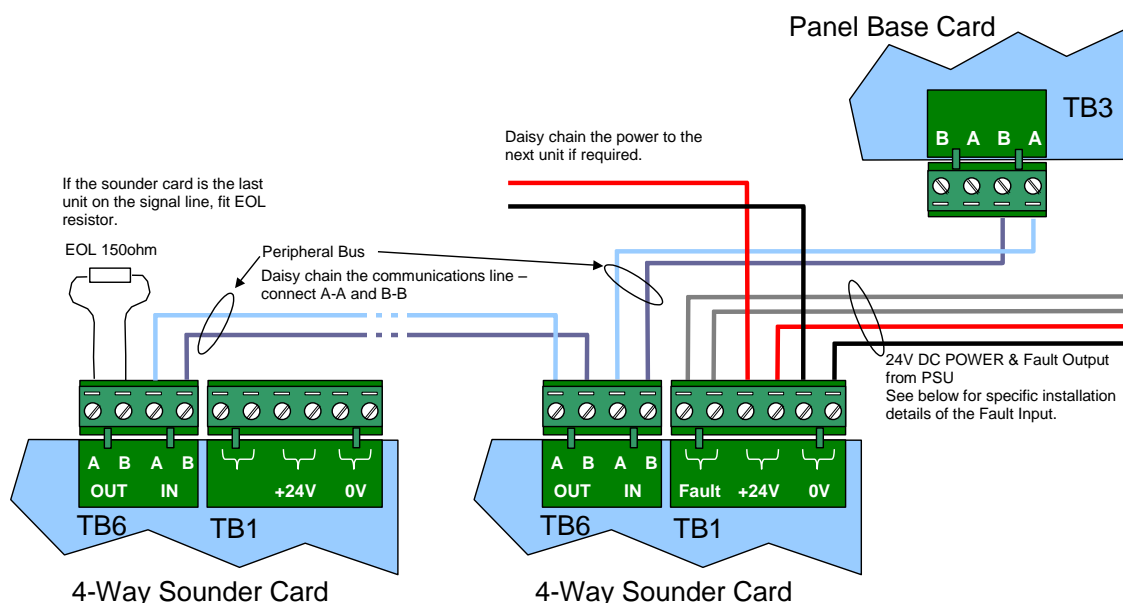 Panel Base Card
TB3
B A B A
Daisy chain the power to the
next unit if required.
If the sounder card is the last
unit on the signal line, fit EOL
resistor.
EOL 150ohm
Peripheral Bus
Daisy chain the communications line –
connect A-A and B-B
24V DC POWER & Fault Output
from PSU
See below for specific installation
details of the Fault Input.
A B A B
OUT IN
+24V 0V
TB6
TB1
4-Way Sounder Card
A B A B
OUT IN
Fault +24V 0V
TB6
TB1
4-Way Sounder Card